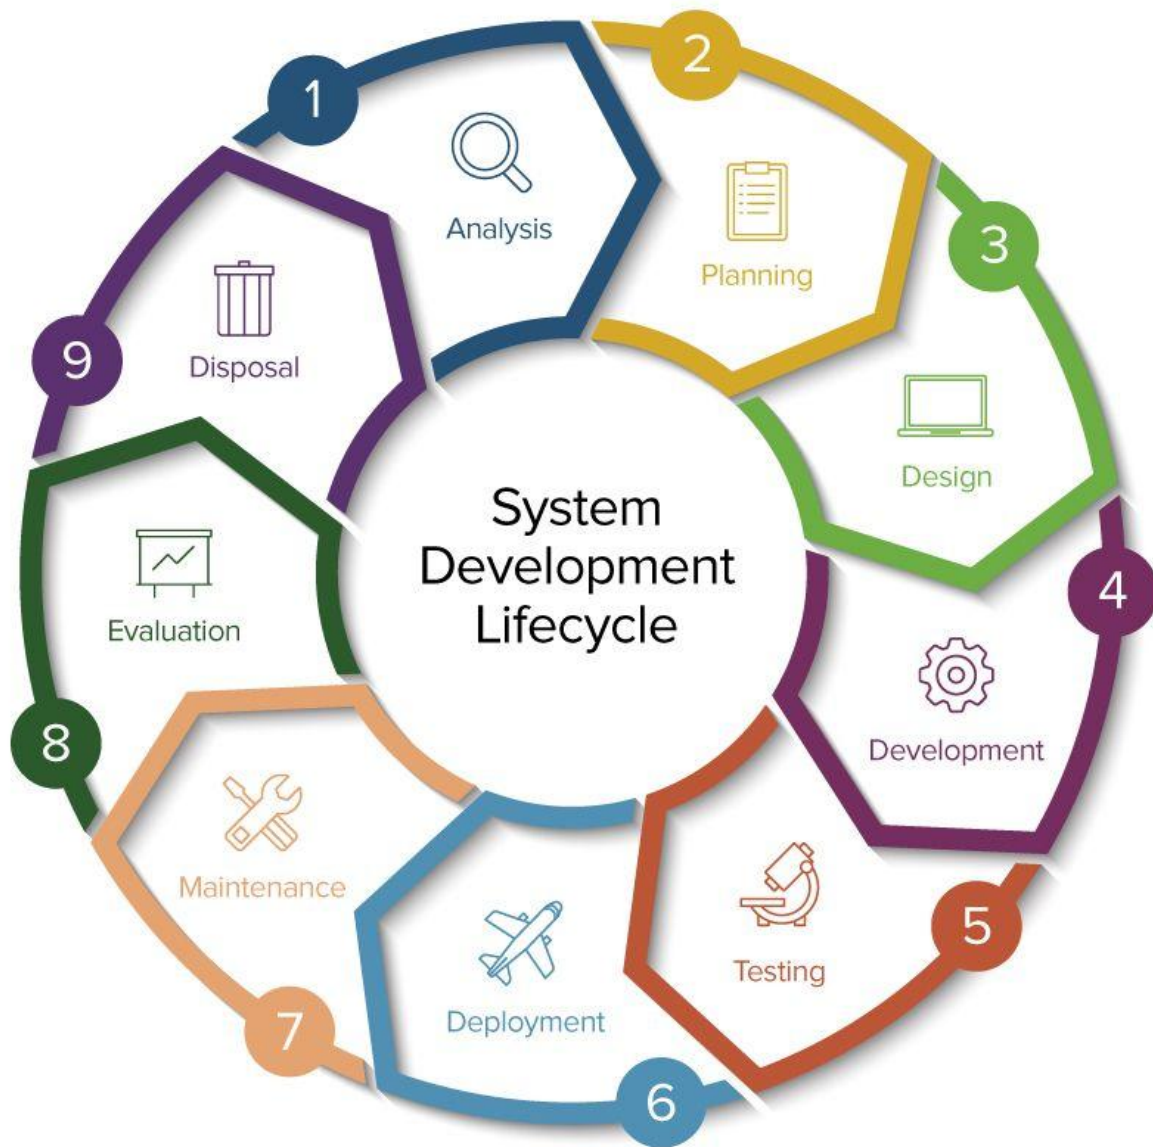 1
Analysis
2
Planning
3
Design
4
Development
5
Testing
6
Deployment
7
Maintenance
8
Evaluation
9
Disposal
System
Development
Lifecycle